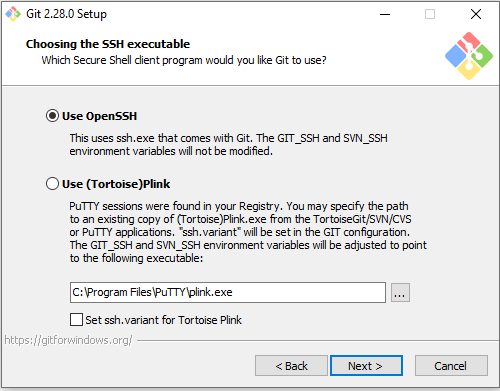 Git 2.28.0 Setup
Choosing the SSH executable
Which Secure Shell client program would you like Git to use?
Use OpenSSH
This uses ssh.exe that comes with Git. The GIT_SSH and SVN_SSH
environment variables will not be modified.
Use (Tortoise)Plink
PuTTY sessions were found in your Registry. You may specify the path
to an existing copy of (Tortoise)Plink.exe from the TortoiseGit/SVN/CVS
or PuTTY applications. "ssh.variant" will be set in the GIT configuration.
The GIT_SSH and SVN_SSH environment variables will be adjusted to point
to the following executable:
C:\Program Files\PuTTY\plink.exe
...
Set ssh.variant for Tortoise Plink
https://gitforwindows.org/
< Back
Next >
Cancel